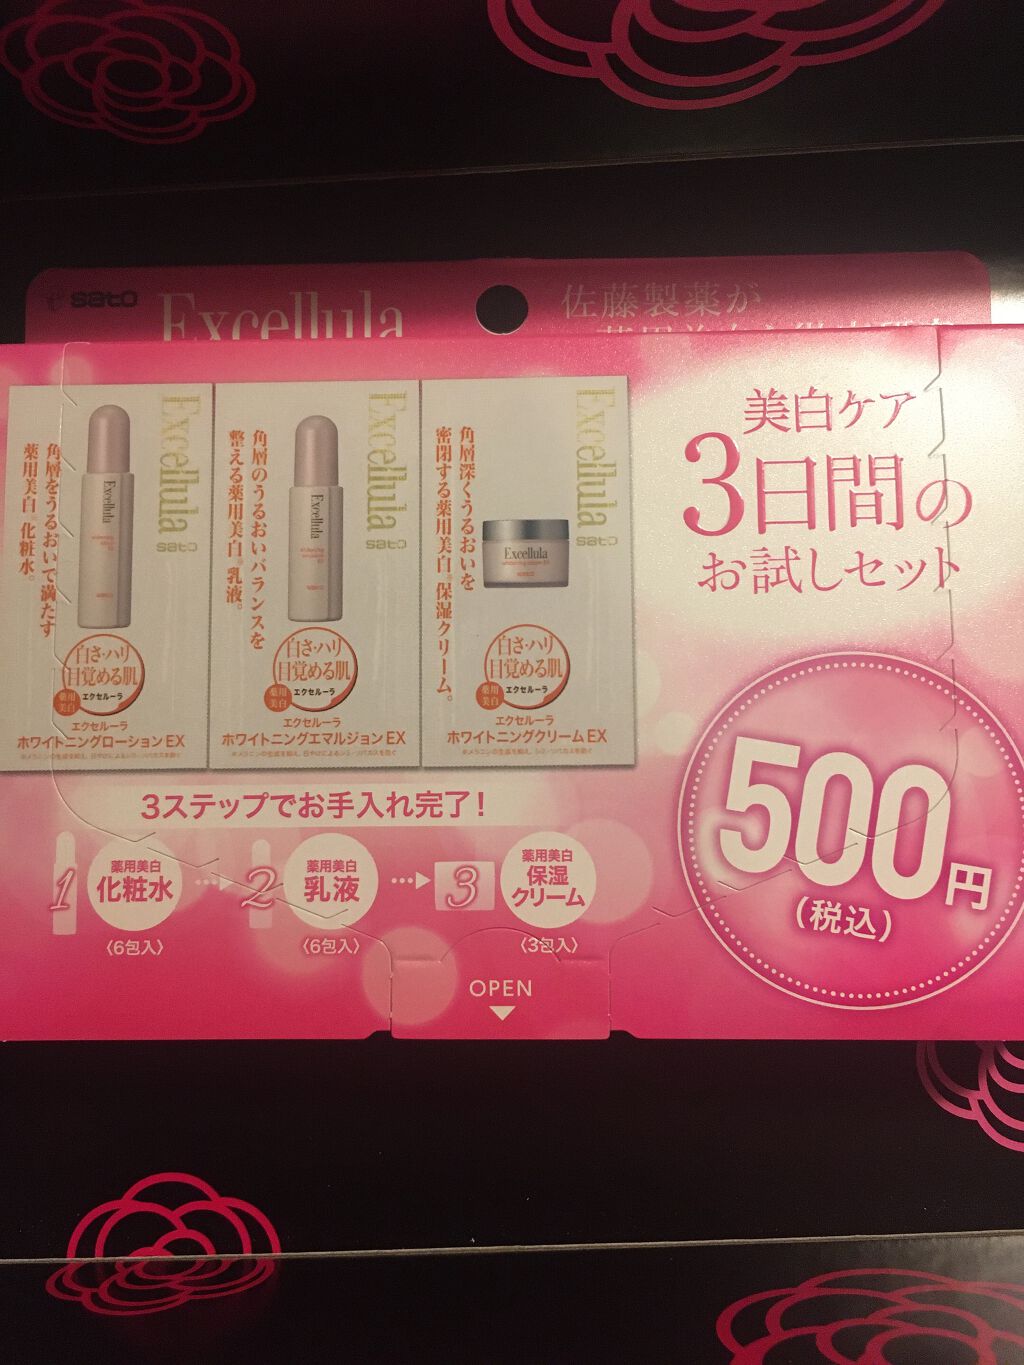 sato
Excellula
佐藤製薬が
美白ケア
3日間の
お試しセット
500円
(税込)
Excellula
sato
角層をうるおいで満たす
薬用美白※化粧水。
Excellula
白さ・ハリ
目覚める肌
薬用
美白
エクセルーラ
エクセルーラ
ホワイトニングローションEX
Excellula
sato
角層のうるおいバランスを
整える薬用美白※乳液。
Excellula
白さ・ハリ
目覚める肌
薬用
美白
エクセルーラ
エクセルーラ
ホワイトニングエマルジョンEX
Excellula
sato
角層深くうるおいを
密閉する薬用美白※保湿クリーム。
Excellula
白さ・ハリ
目覚める肌
薬用
美白
エクセルーラ
エクセルーラ
ホワイトニングクリームEX
3ステップでお手入れ完了!
1
薬用美白
化粧水
〈6包入〉
2
薬用美白
乳液
〈6包入〉
3
薬用美白
保湿
クリーム
〈3包入〉
OPEN